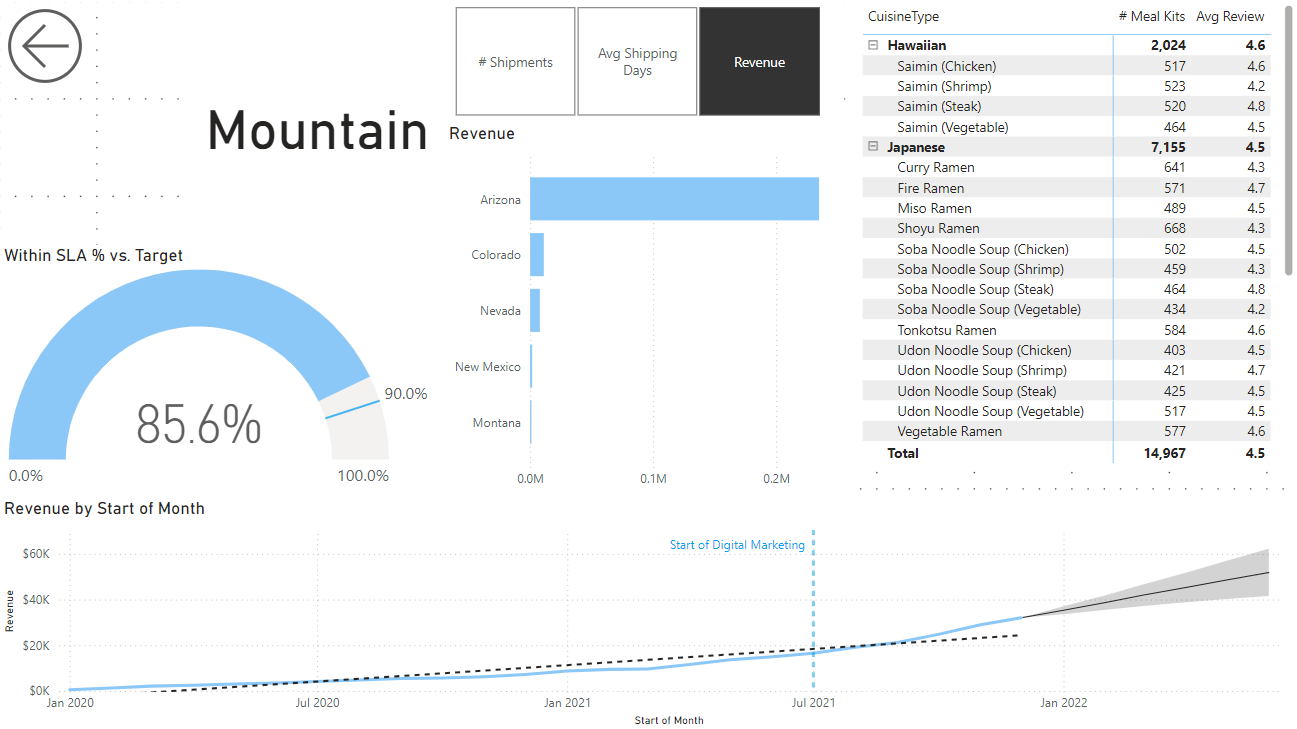 # Shipments
Avg Shipping
Days
Revenue
Mountain
Revenue
Arizona
Colorado
Nevada
New Mexico
Montana
0.0M 0.1M 0.2M
Within SLA % vs. Target
85.6%
90.0%
0.0% 100.0%
CuisineType # Meal Kits Avg Review
Hawaiian 2,024 4.6
Saimin (Chicken) 517 4.6
Saimin (Shrimp) 523 4.2
Saimin (Steak) 520 4.8
Saimin (Vegetable) 464 4.5
Japanese 7,155 4.5
Curry Ramen 641 4.3
Fire Ramen 571 4.7
Miso Ramen 489 4.5
Shoyu Ramen 668 4.3
Soba Noodle Soup (Chicken) 502 4.5
Soba Noodle Soup (Shrimp) 459 4.3
Soba Noodle Soup (Steak) 464 4.8
Soba Noodle Soup (Vegetable) 434 4.2
Tonkotsu Ramen 584 4.6
Udon Noodle Soup (Chicken) 403 4.5
Udon Noodle Soup (Shrimp) 421 4.7
Udon Noodle Soup (Steak) 425 4.5
Udon Noodle Soup (Vegetable) 517 4.5
Vegetable Ramen 577 4.6
Total 14,967 4.5
Revenue by Start of Month
Start of Digital Marketing
$60K
$40K
$20K
$0K
Revenue
Jan 2020 Jul 2020 Jan 2021 Jul 2021 Jan 2022
Start of Month